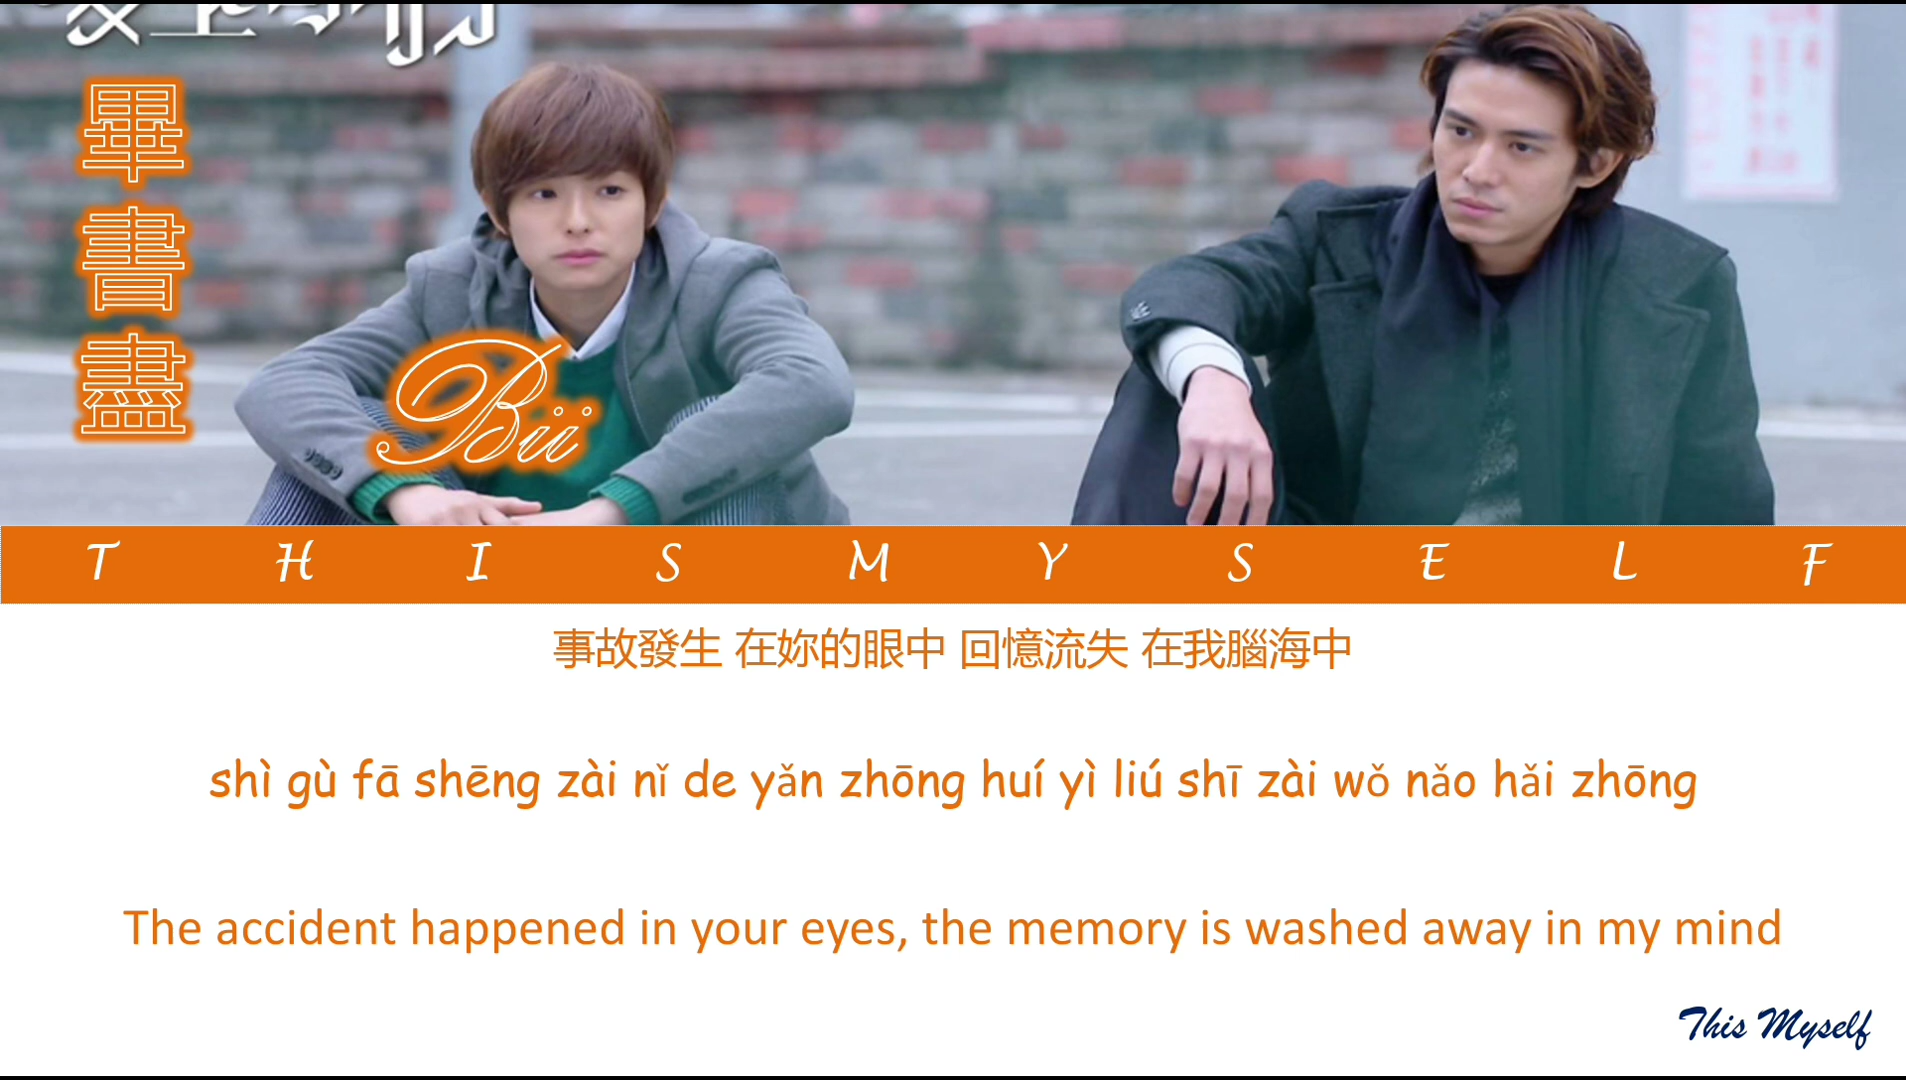 畢書盡
Bii
T H I S M Y S E L F
事故發生 在妳的眼中 回憶流失 在我腦海中
shì gù fā shēng zài nǐ de yǎn zhōng huí yì liú shī zài wǒ nǎo hǎi zhōng
The accident happened in your eyes, the memory is washed away in my mind
This Myself